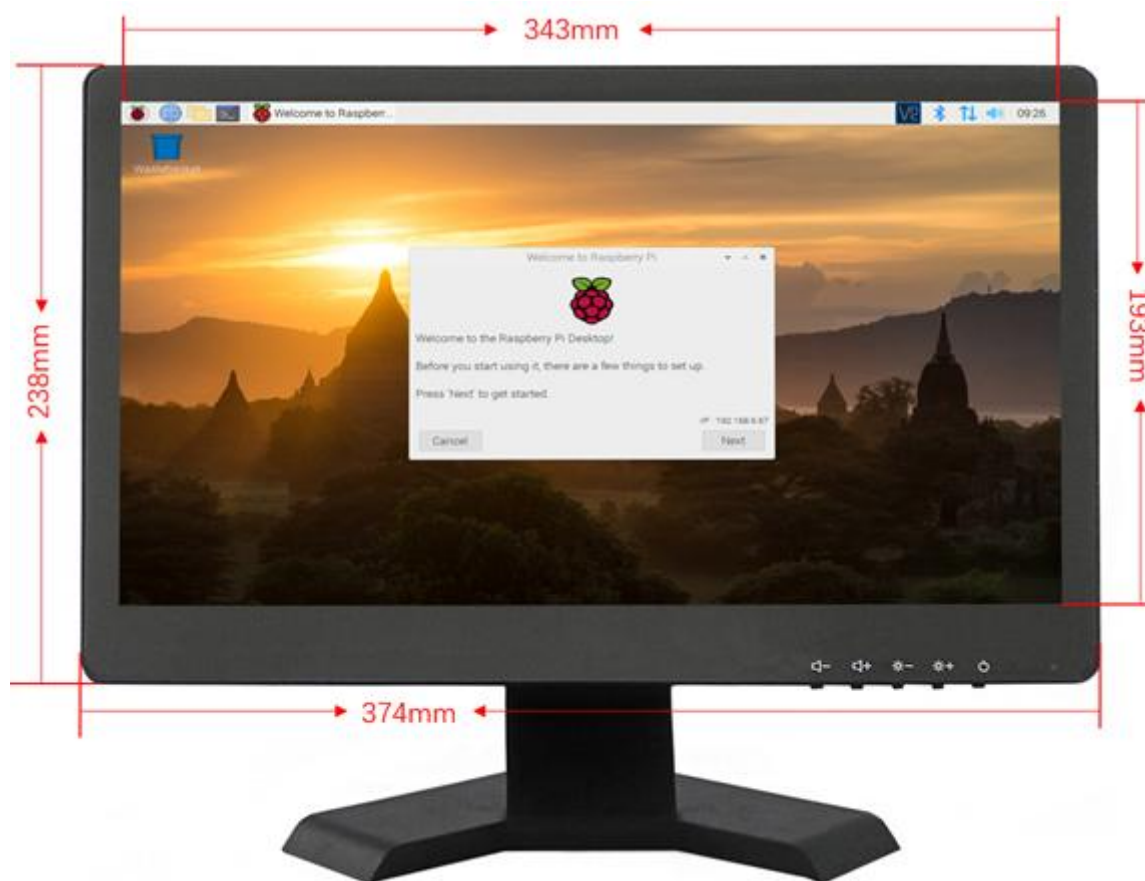 343mm
Welcome to Raspberr...
V2
09:26
Wastebasket
Welcome to Raspberry Pi
Welcome to the Raspberry Pi Desktop!
Before you start using it, there are a few things to set up.
Press 'Next' to get started.
Cancel
Next
238mm
193mm
374mm